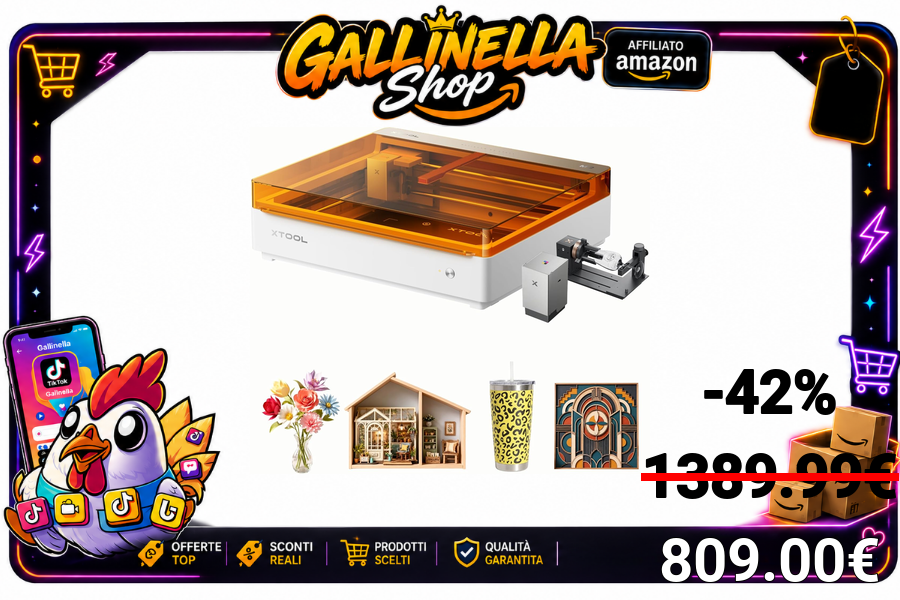 GALLINELLA
Shop
AFFILIATO
amazon
XTOOL
XTOOL
Gallinella
TikTok
Gallinella
-42%
1389.99€
809.00€
OFFERTE
TOP
SCONTI
REALI
PRODOTTI
SCELTI
QUALITÀ
GARANTITA